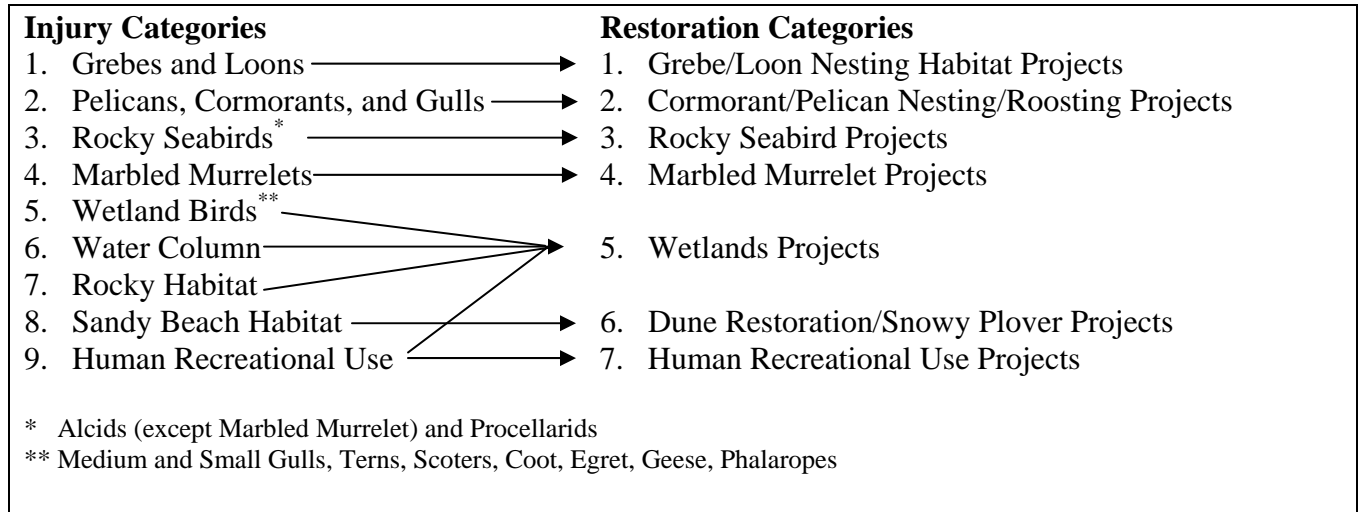 Injury Categories Restoration Categories
1. Grebes and Loons 1. Grebe/Loon Nesting Habitat Projects
2. Pelicans, Cormorants, and Gulls 2. Cormorant/Pelican Nesting/Roosting Projects
3. Rocky Seabirds* 3. Rocky Seabird Projects
4. Marbled Murrelets 4. Marbled Murrelet Projects
5. Wetland Birds**
6. Water Column 5. Wetlands Projects
7. Rocky Habitat
8. Sandy Beach Habitat 6. Dune Restoration/Snowy Plover Projects
9. Human Recreational Use 7. Human Recreational Use Projects
* Alcids (except Marbled Murrelet) and Procellarids
** Medium and Small Gulls, Terns, Scoters, Coot, Egret, Geese, Phalaropes